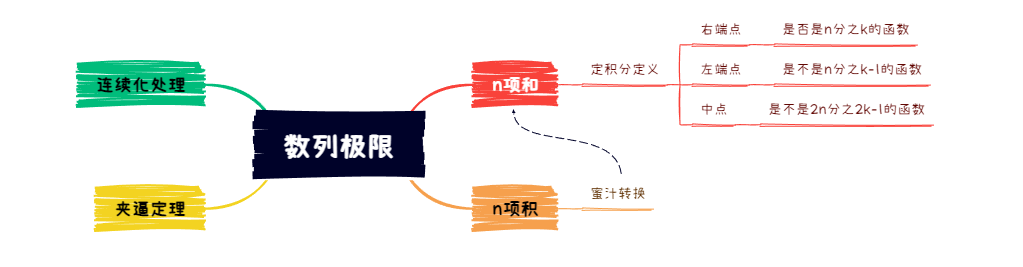 数列极限
连续化处理
夹逼定理
n项和
定积分定义
右端点
是否是n分之k的函数
左端点
是不是n分之k-1的函数
中点
是不是2n分之2k-1的函数
n项积
蜜汁转换